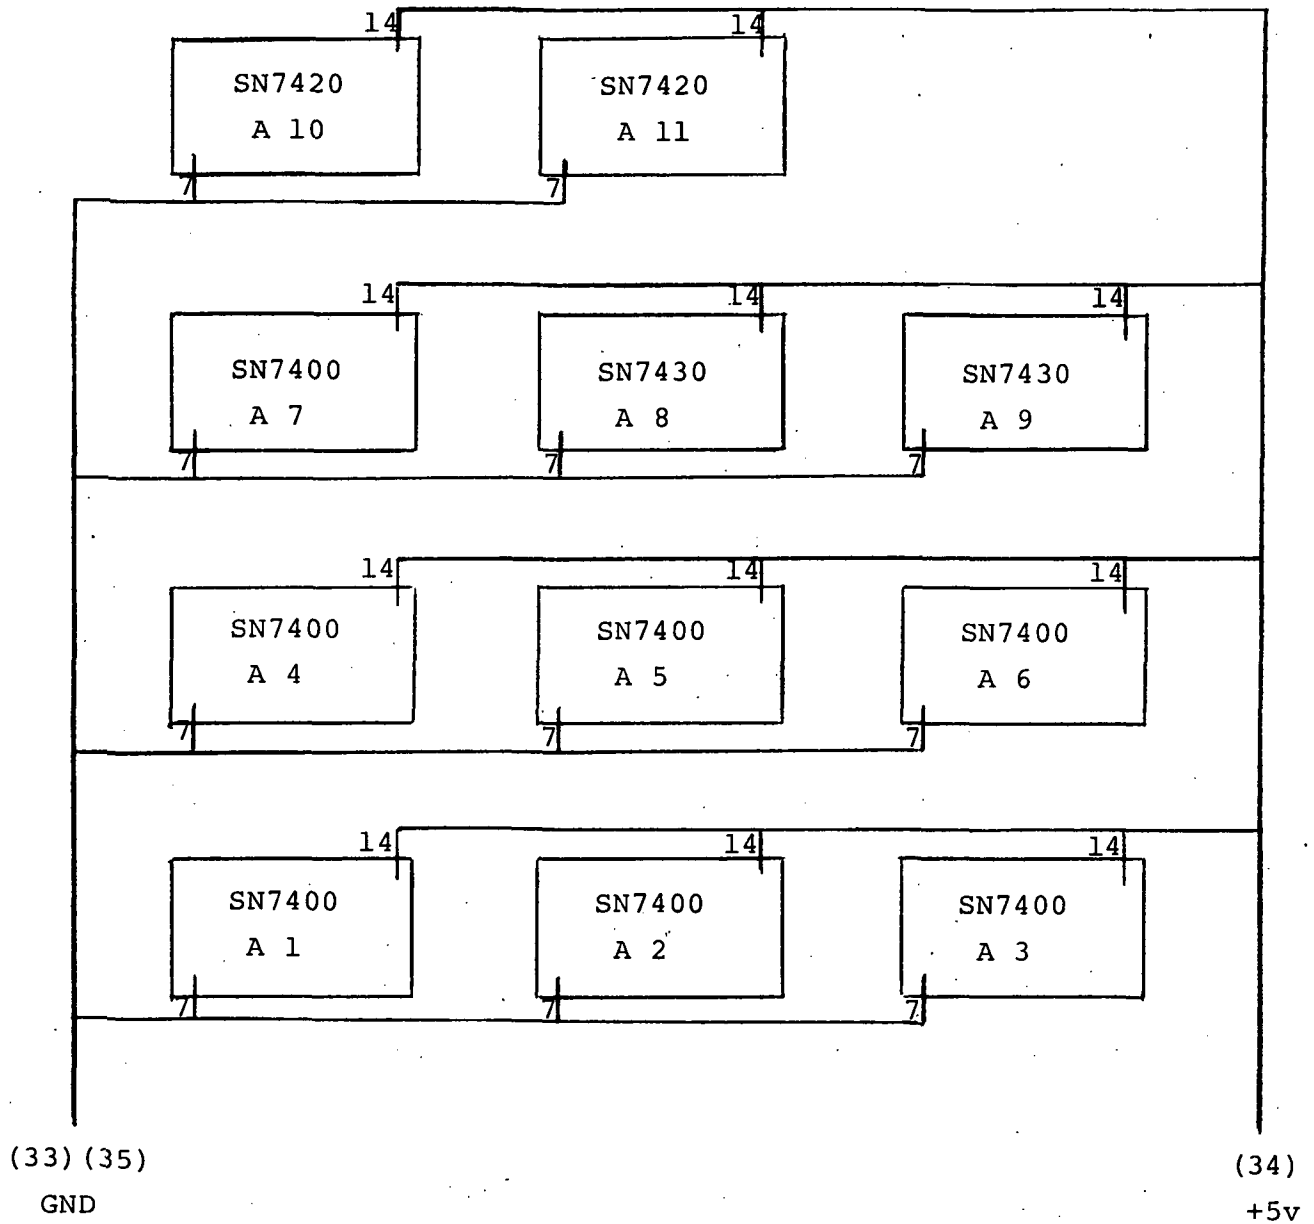 14 14
SN7420 SN7420
A 10 A 11
7 7
14 14 14
SN7400 SN7430 SN7430
A 7 A 8 A 9
7 7 7
14 14 14
SN7400 SN7400 SN7400
A 4 A 5 A 6
7 7 7
14 14 14
SN7400 SN7400 SN7400
A 1 A 2 A 3
7 7 7
(33) (35) (34)
GND +5v